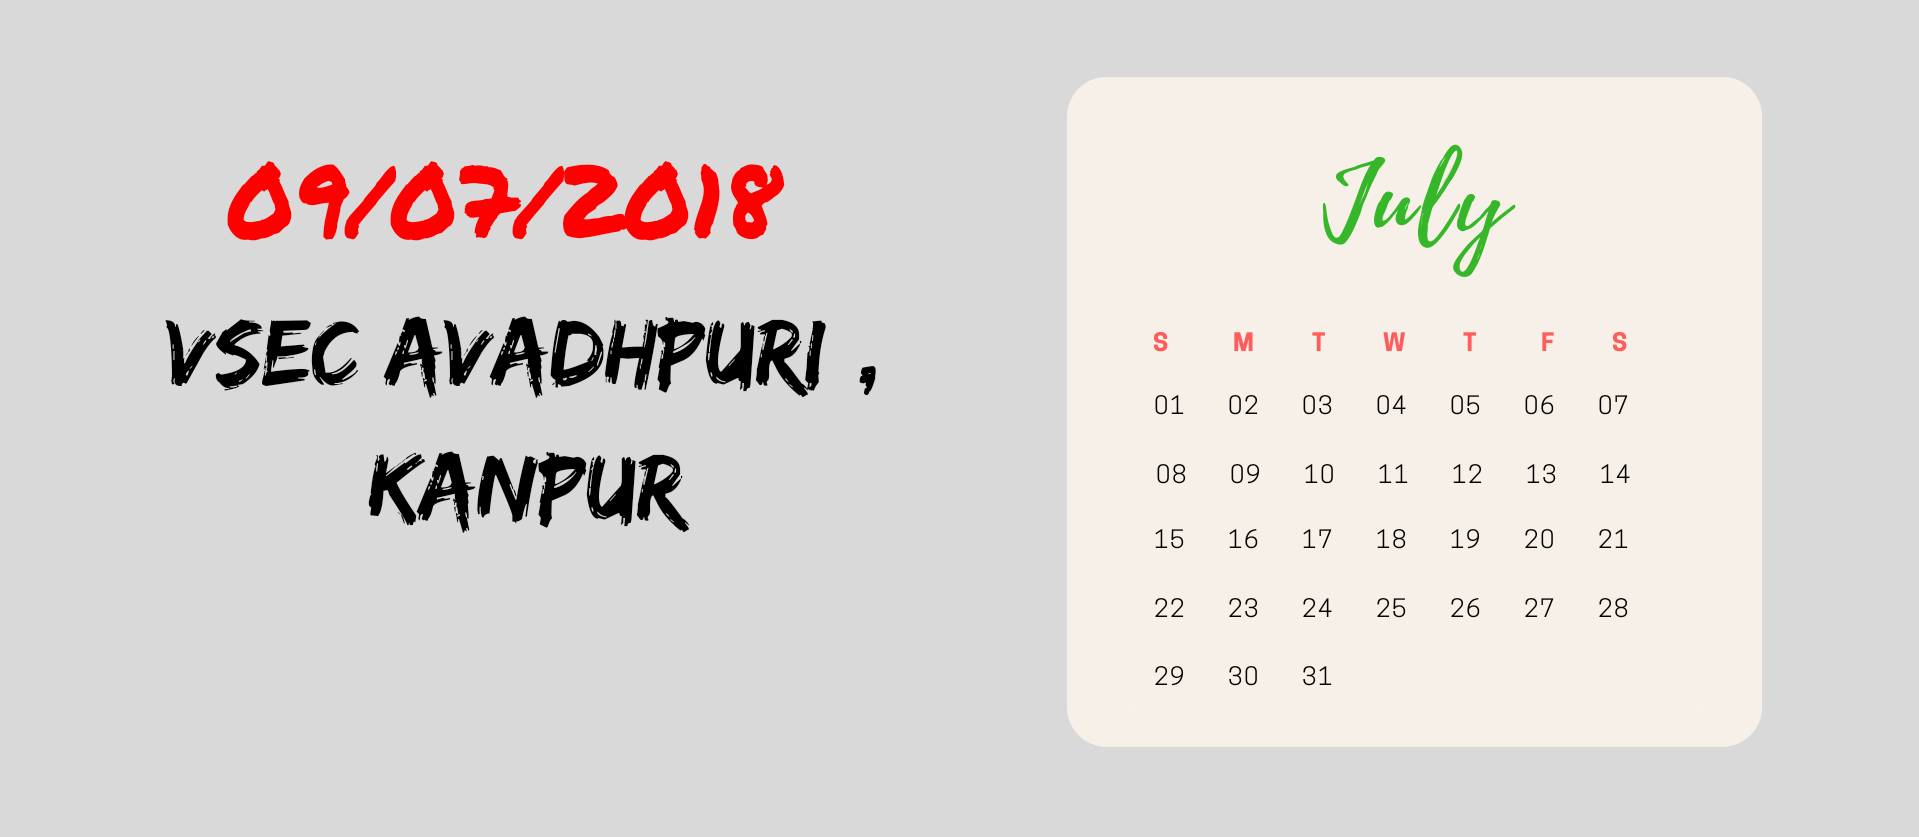 09/07/2018
VSEC AVADHPURI ,
KANPUR
July
S M T W T F S
01 02 03 04 05 06 07
08 09 10 11 12 13 14
15 16 17 18 19 20 21
22 23 24 25 26 27 28
29 30 31